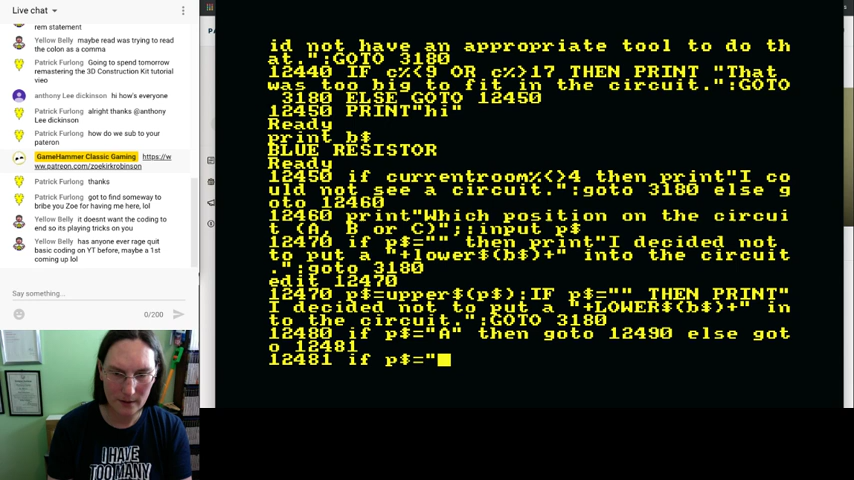 Live chat
rem statement
Yellow Belly maybe read was trying to read
the colon as a comma
Patrick Furlong Going to spend tomorrow
remastering the 3D Construction Kit tutorial
vieo
anthony Lee dickinson hi how's everyone
Patrick Furlong alright thanks @anthony
Lee dickinson
Patrick Furlong how do we sub to your
pateron
GameHammer Classic Gaming https://w
ww.patreon.com/zoekirkrobinson
Patrick Furlong thanks
Patrick Furlong got to find someway to
bribe you Zoe for having me here, lol
Yellow Belly it doesnt want the coding to
end so its playing tricks on you
Yellow Belly has anyone ever rage quit
basic coding on YT before, maybe a 1st
coming up lol
Say something...
0/200
I HAVE
TOO MANY
id not have an appropriate tool to do th
at.":GOTO 3180
12440 IF c%<9 OR c%>17 THEN PRINT "That
was too big to fit in the circuit.":GOTO
3180 ELSE GOTO 12450
12450 PRINT"hi"
Ready
print b$
BLUE RESISTOR
Ready
12450 if currentroom%<>4 then print"I co
uld not see a circuit.":goto 3180 else g
oto 12460
12460 print"Which position on the circui
t (A, B or C)";:input p$
12470 if p$="" then print"I decided not
to put a "+lower$(b$)+" into the circuit
.":goto 3180
edit 12470
12470 p$=upper$(p$):IF p$="" THEN PRINT"
I decided not to put a "+LOWER$(b$)+" in
to the circuit.":GOTO 3180
12480 if p$="A" then goto 12490 else got
o 12481
12481 if p$="